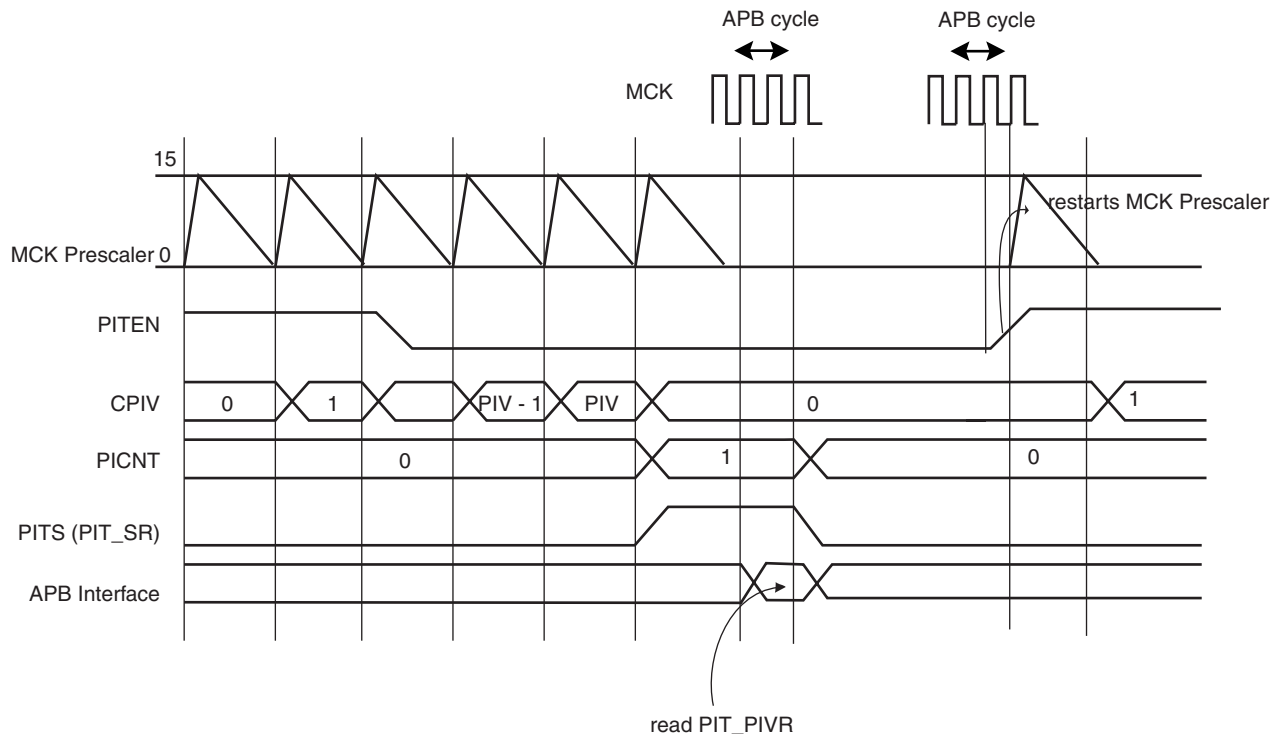 APB cycle
APB cycle
MCK
15
restarts MCK Prescaler
MCK Prescaler 0
PITEN
CPIV
0
1
PIV - 1
PIV
0
1
PICNT
0
1
0
PITS (PIT_SR)
APB Interface
read PIT_PIVR